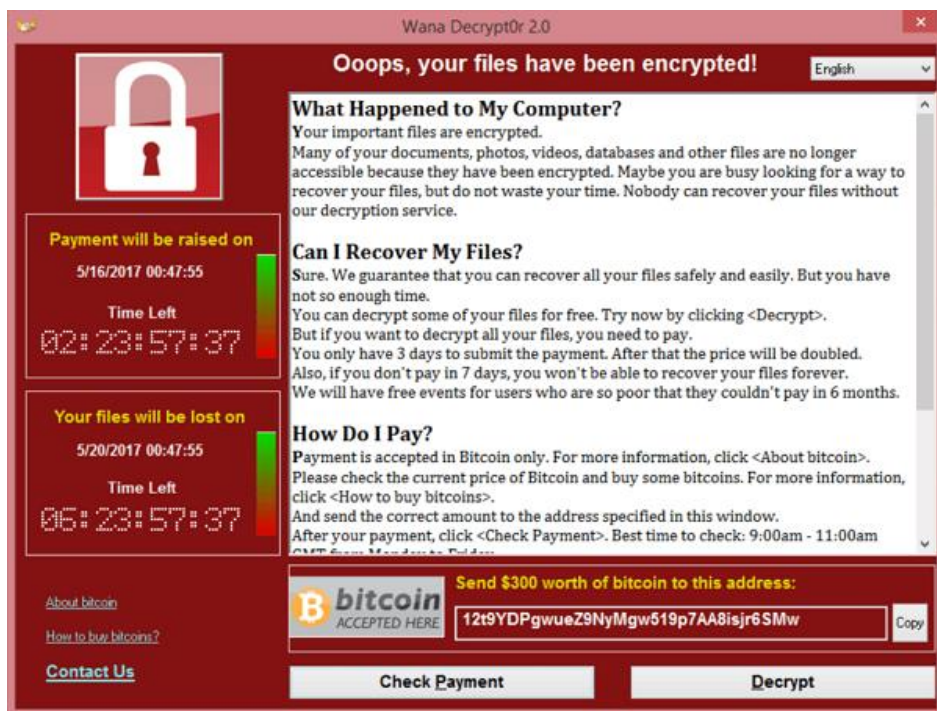 Wana Decrypt0r 2.0
Ooops, your files have been encrypted!
English
What Happened to My Computer?
Your important files are encrypted.
Many of your documents, photos, videos, databases and other files are no longer
accessible because they have been encrypted. Maybe you are busy looking for a way to
recover your files, but do not waste your time. Nobody can recover your files without
our decryption service.
Can I Recover My Files?
Sure. We guarantee that you can recover all your files safely and easily. But you have
not so enough time.
You can decrypt some of your files for free. Try now by clicking <Decrypt>.
But if you want to decrypt all your files, you need to pay.
You only have 3 days to submit the payment. After that the price will be doubled.
Also, if you don't pay in 7 days, you won't be able to recover your files forever.
We will have free events for users who are so poor that they couldn't pay in 6 months.
How Do I Pay?
Payment is accepted in Bitcoin only. For more information, click <About bitcoin>.
Please check the current price of Bitcoin and buy some bitcoins. For more information,
click <How to buy bitcoins>.
And send the correct amount to the address specified in this window.
After your payment, click <Check Payment>. Best time to check: 9:00am - 11:00am
GMT from Monday to Friday.
Payment will be raised on
5/16/2017 00:47:55
Time Left
02:23:57:37
Your files will be lost on
5/20/2017 00:47:55
Time Left
06:23:57:37
About bitcoin
How to buy bitcoins?
Contact Us
bitcoin
ACCEPTED HERE
Send $300 worth of bitcoin to this address:
12t9YDPgwueZ9NyMgw519p7AA8isjr6SMw
Copy
Check Payment
Decrypt